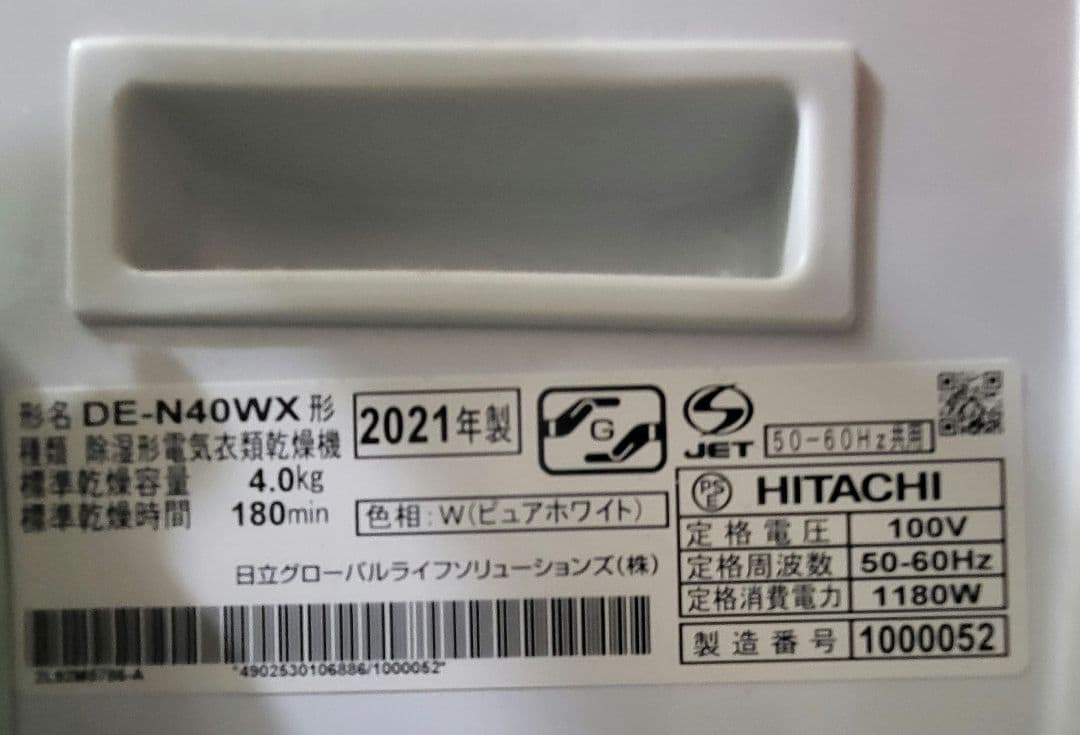 形名 DE-N40WX 形
2021年製
G
JET
50-60Hz共用
種類 除湿形電気衣類乾燥機
標準乾燥容量 4.0kg
標準乾燥時間 180min
色相:W(ピュアホワイト)
日立グローバルライフソリューションズ(株)
PS
E
HITACHI
定格電圧 100V
定格周波数 50-60Hz
定格消費電力 1180W
製造番号 1000052
*4902530106886/1000052*